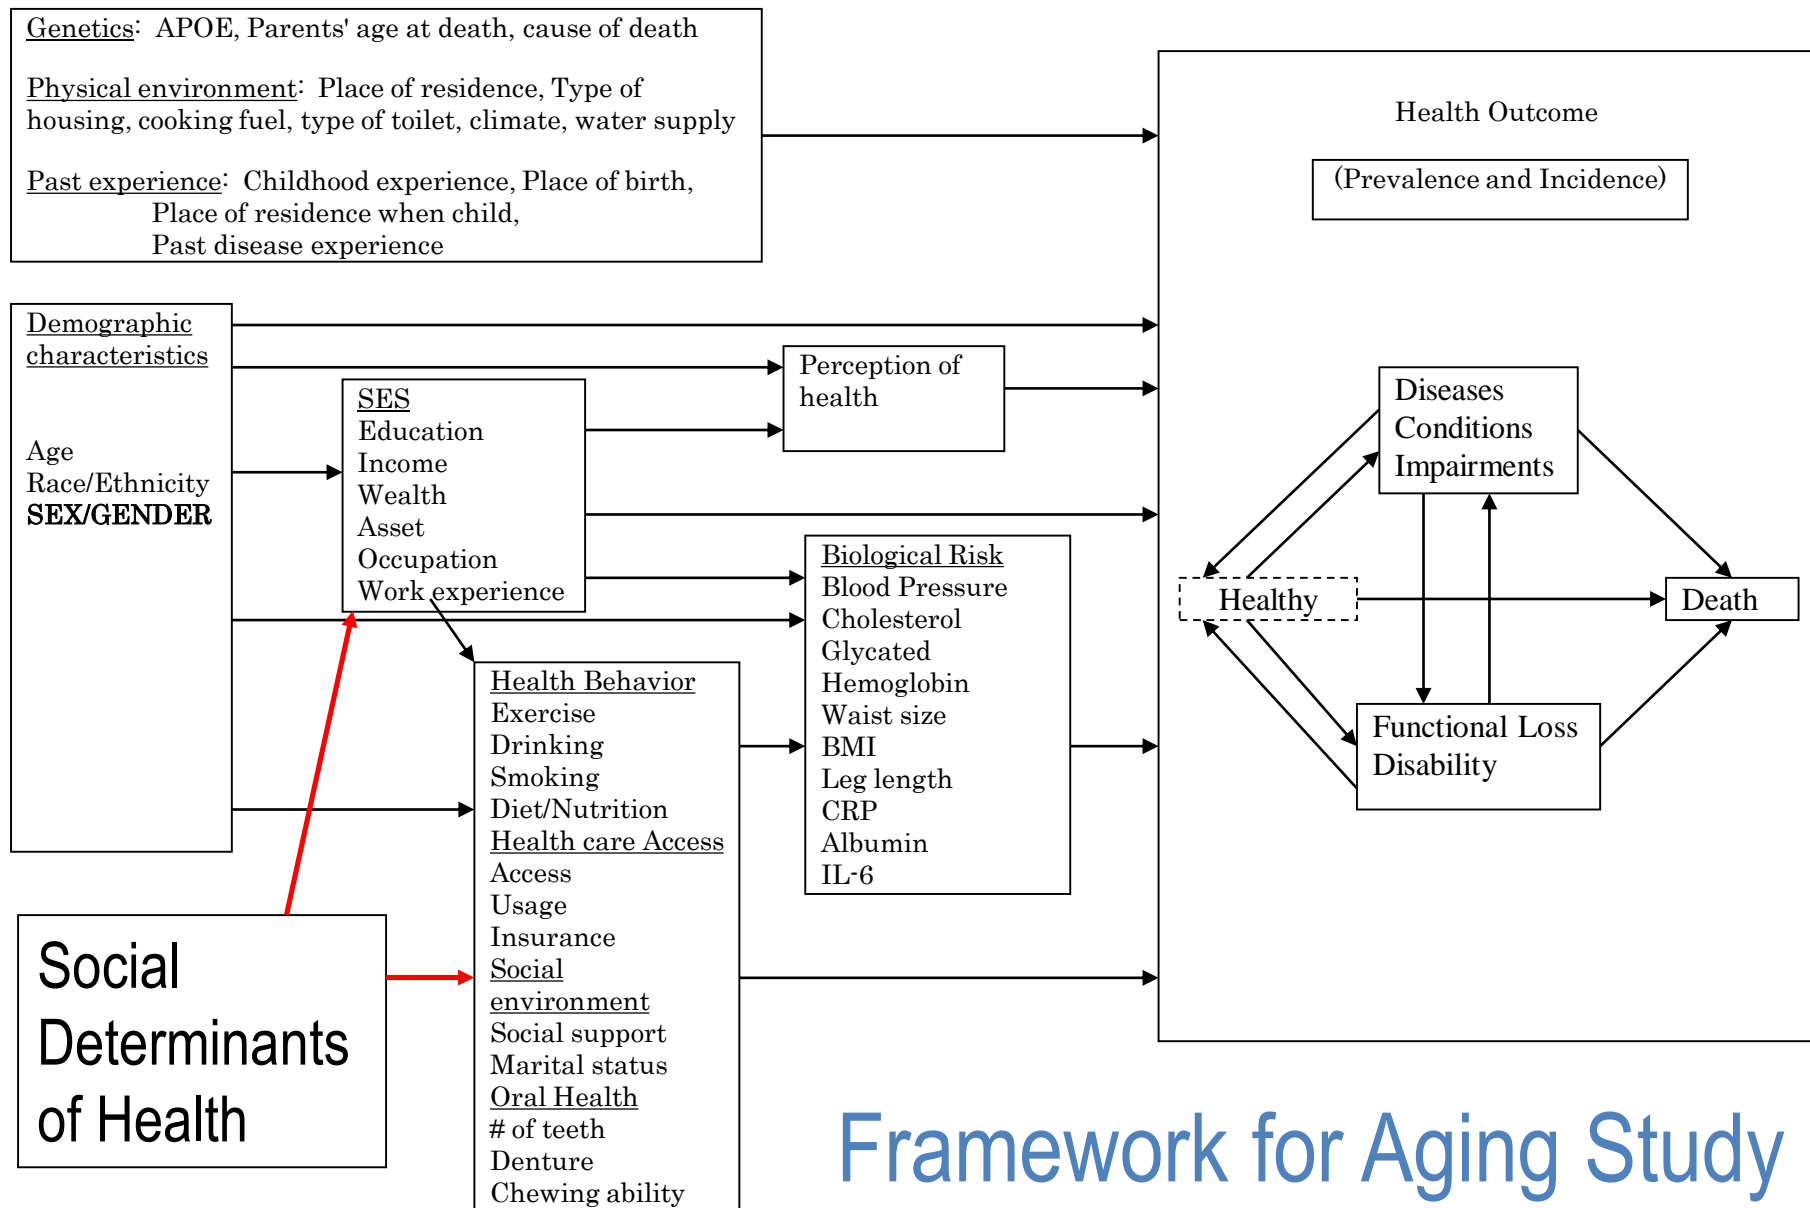 Genetics:  APOE, Parents' age at death, cause of death
Physical environment:  Place of residence, Type of
housing, cooking fuel, type of toilet, climate, water supply
Past experience:  Childhood experience, Place of birth,
Place of residence when child,
Past disease experience
Health Outcome
(Prevalence and Incidence)
Demographic
characteristics
Age
Race/Ethnicity
SEX/GENDER
SES
Education
Income
Wealth
Asset
Occupation
Work experience
Perception of
health
Biological Risk
Blood Pressure
Cholesterol
Glycated
Hemoglobin
Waist size
BMI
Leg length
CRP
Albumin
IL-6
Health Behavior
Exercise
Drinking
Smoking
Diet/Nutrition
Health care Access
Access
Usage
Insurance
Social
environment
Social support
Marital status
Oral Health
# of teeth
Denture
Chewing ability
Diseases
Conditions
Impairments
Healthy
Death
Functional Loss
Disability
Social
Determinants
of Health
Framework for Aging Study